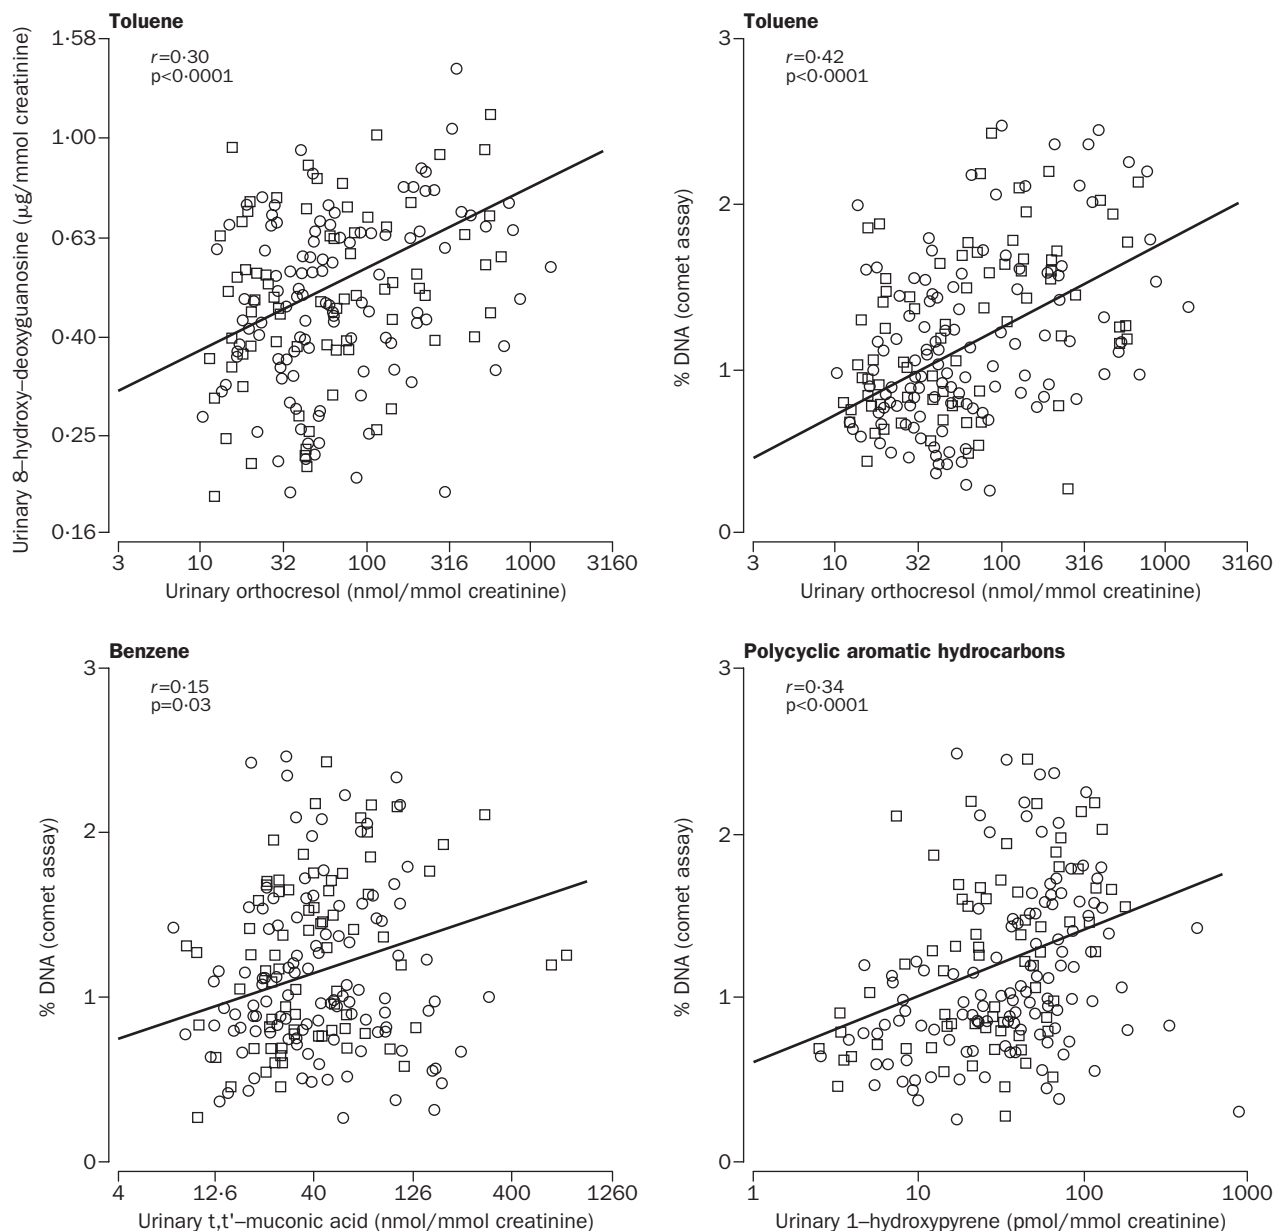 Toluene
r=0·30
p<0·0001
Urinary 8–hydroxy–deoxyguanosine (μg/mmol creatinine)
1·58
1·00
0·63
0·40
0·25
0·16
3 10 32 100 316 1000 3160
Urinary orthocresol (nmol/mmol creatinine)
Toluene
r=0·42
p<0·0001
% DNA (comet assay)
3
2
1
0
3 10 32 100 316 1000 3160
Urinary orthocresol (nmol/mmol creatinine)
Benzene
r=0·15
p=0·03
% DNA (comet assay)
3
2
1
0
4 12·6 40 126 400 1260
Urinary t,t'–muconic acid (nmol/mmol creatinine)
Polycyclic aromatic hydrocarbons
r=0·34
p<0·0001
% DNA (comet assay)
3
2
1
0
1 10 100 1000
Urinary 1–hydroxypyrene (pmol/mmol creatinine)